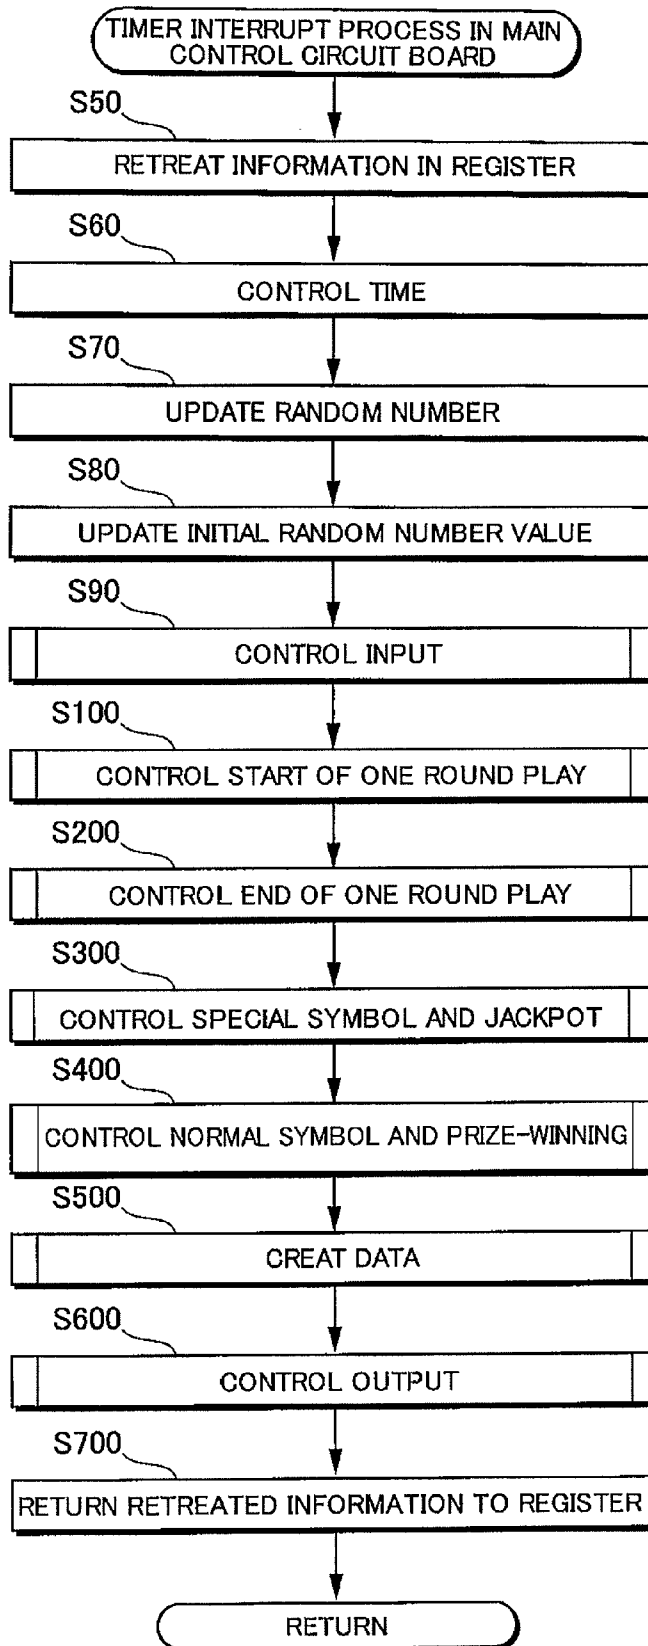 TIMER INTERRUPT PROCESS IN MAIN
CONTROL CIRCUIT BOARD
S50
RETREAT INFORMATION IN REGISTER
S60
CONTROL TIME
S70
UPDATE RANDOM NUMBER
S80
UPDATE INITIAL RANDOM NUMBER VALUE
S90
CONTROL INPUT
S100
CONTROL START OF ONE ROUND PLAY
S200
CONTROL END OF ONE ROUND PLAY
S300
CONTROL SPECIAL SYMBOL AND JACKPOT
S400
CONTROL NORMAL SYMBOL AND PRIZE-WINNING
S500
CREAT DATA
S600
CONTROL OUTPUT
S700
RETURN RETREATED INFORMATION TO REGISTER
RETURN